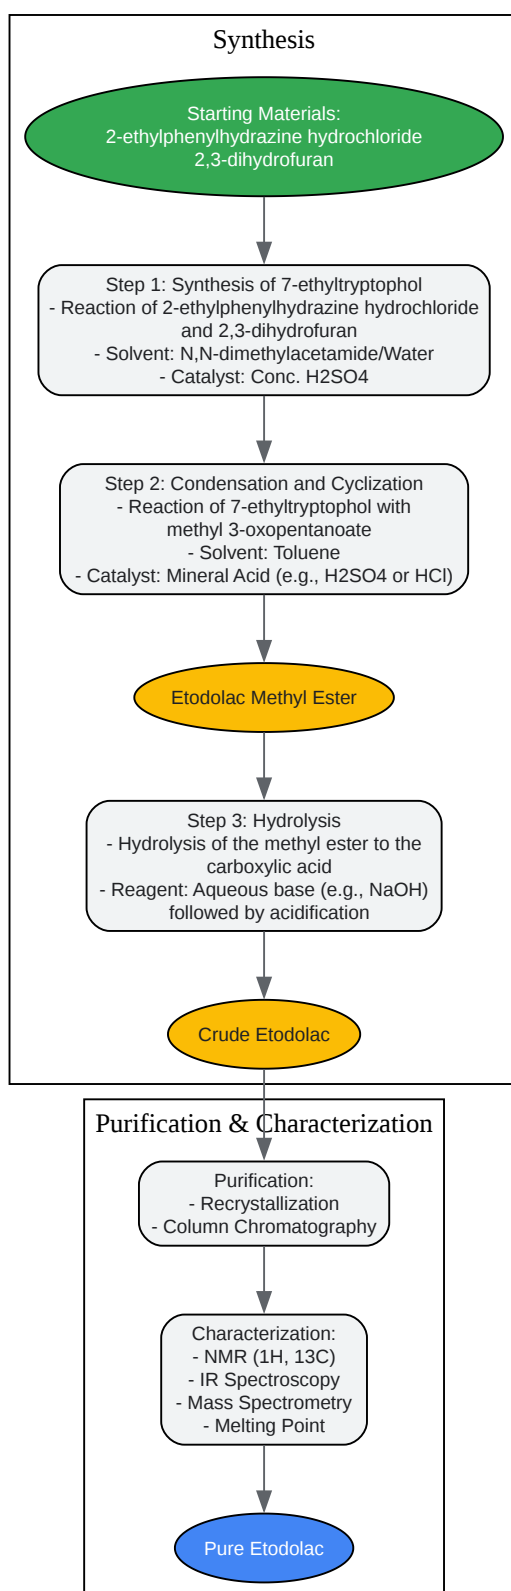 Synthesis
Starting Materials:
2-ethylphenylhydrazine hydrochloride
2,3-dihydrofuran
Step 1: Synthesis of 7-ethyltryptophol
- Reaction of 2-ethylphenylhydrazine hydrochloride
and 2,3-dihydrofuran
- Solvent: N,N-dimethylacetamide/Water
- Catalyst: Conc. H2SO4
Step 2: Condensation and Cyclization
- Reaction of 7-ethyltryptophol with
methyl 3-oxopentanoate
- Solvent: Toluene
- Catalyst: Mineral Acid (e.g., H2SO4 or HCl)
Etodolac Methyl Ester
Step 3: Hydrolysis
- Hydrolysis of the methyl ester to the
carboxylic acid
- Reagent: Aqueous base (e.g., NaOH)
followed by acidification
Crude Etodolac
Purification & Characterization
Purification:
- Recrystallization
- Column Chromatography
Characterization:
- NMR (1H, 13C)
- IR Spectroscopy
- Mass Spectrometry
- Melting Point
Pure Etodolac